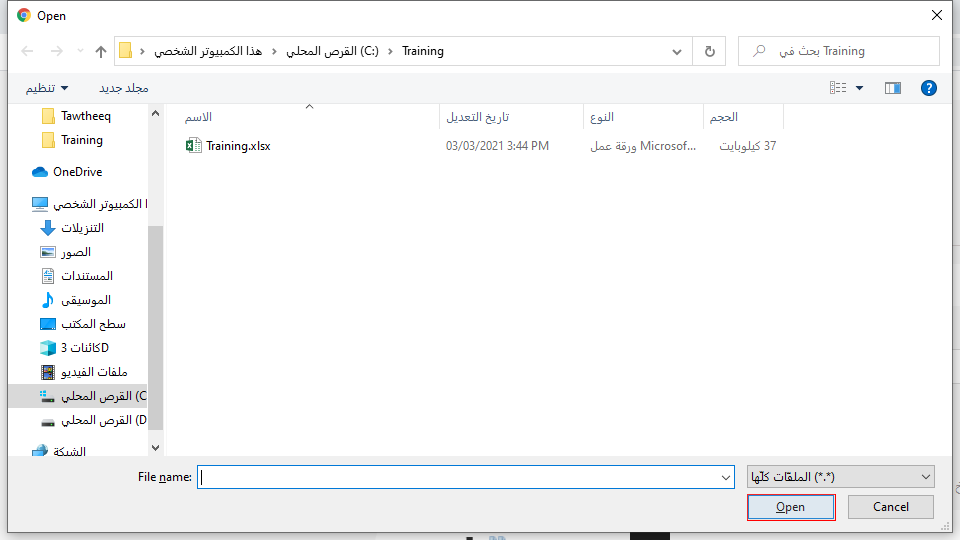 Open
هذا الكمبيوتر الشخصي › القرص المحلي (C:) › Training
بحث في Training
تنظيم
مجلد جديد
الاسم
تاريخ التعديل
النوع
الحجم
Training.xlsx
03/03/2021 3:44 PM
ورقة عمل Microsof...
37 كيلوبايت
Tawtheeq
Training
OneDrive
ا الكمبيوتر الشخصي
التنزيلات
الصور
المستندات
الموسيقى
سطح المكتب
كائنات 3D
ملفات الفيديو
القرص المحلي (C
القرص المحلي (D
الشبكة
File name:
الملفّات كلّها (*.*)
Open
Cancel